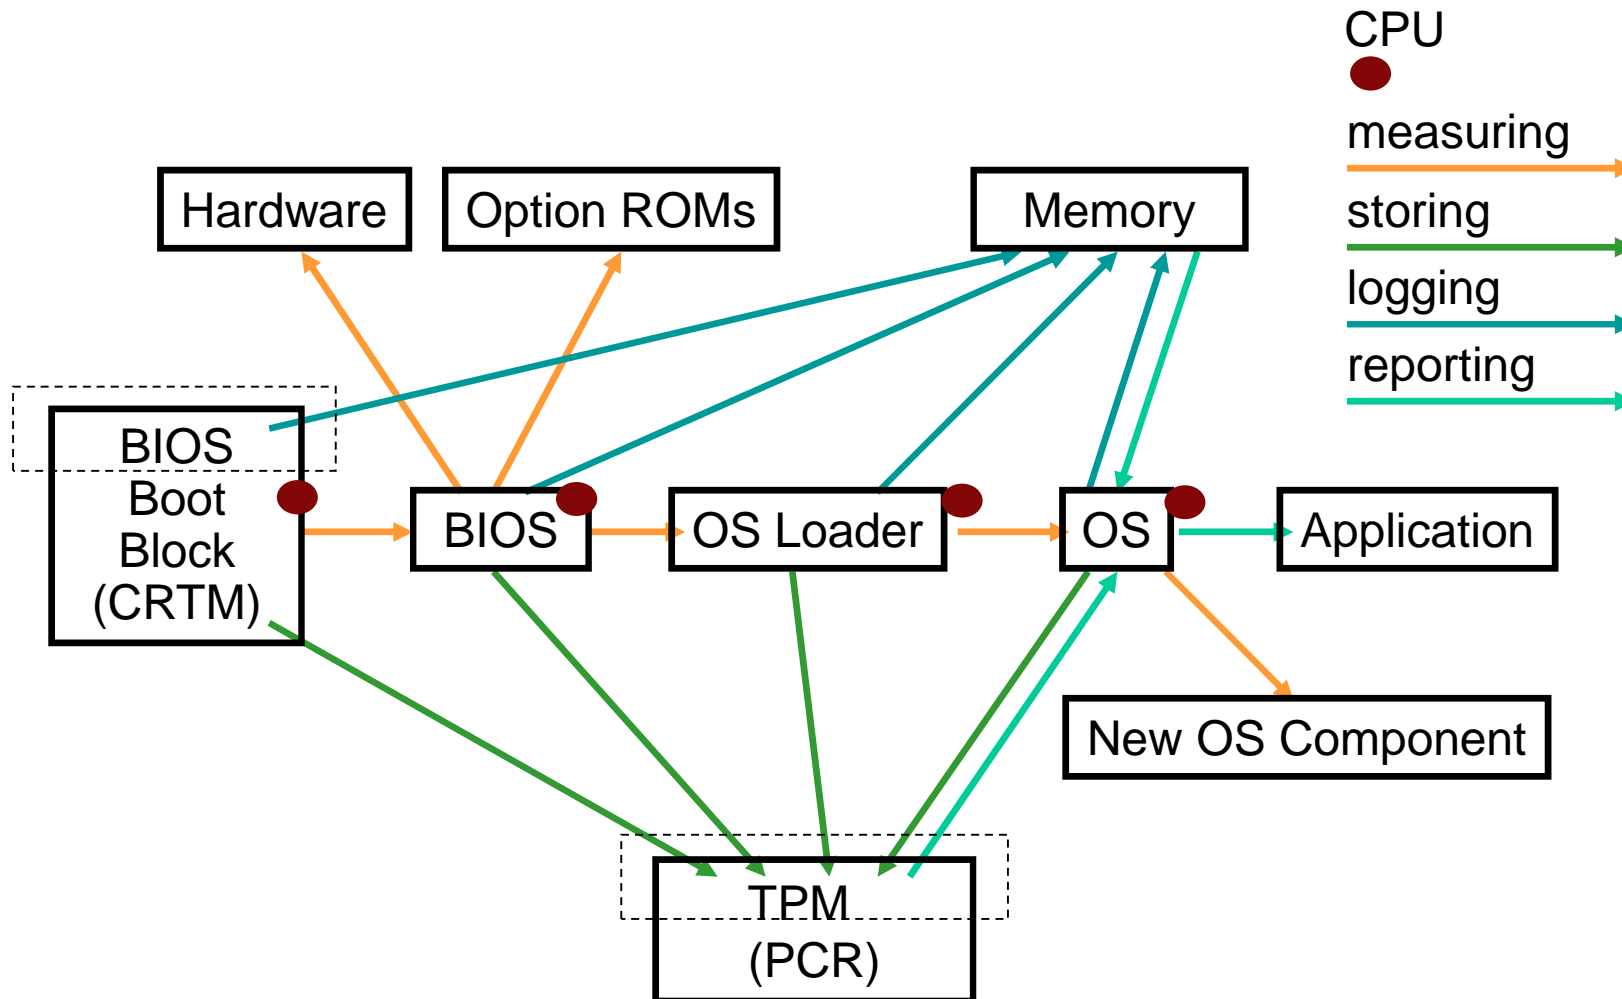 CPU
measuring
storing
logging
reporting
Hardware
Option ROMs
Memory
BIOS
Boot
Block
(CRTM)
BIOS
OS Loader
OS
Application
New OS Component
TPM
(PCR)